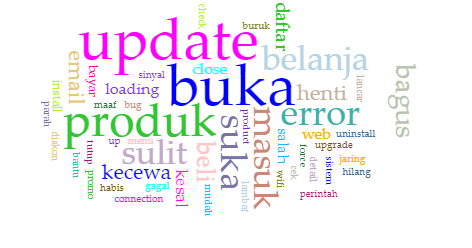 update
buka
produk
error
masuk
suka
belanja
sulit
bagus
email
daftar
henti
beli
kecewa
loading
close
web
salah
kesal
bayar
install
sinyal
buruk
check
lancar
parah
diskon
maaf
bug
up
menu
product
uninstall
upgrade
force
jaring
sistem
detail
hilang
cek
wifi
perintah
lambat
mudah
gagal
connection
habis
promo
tutup
bantu